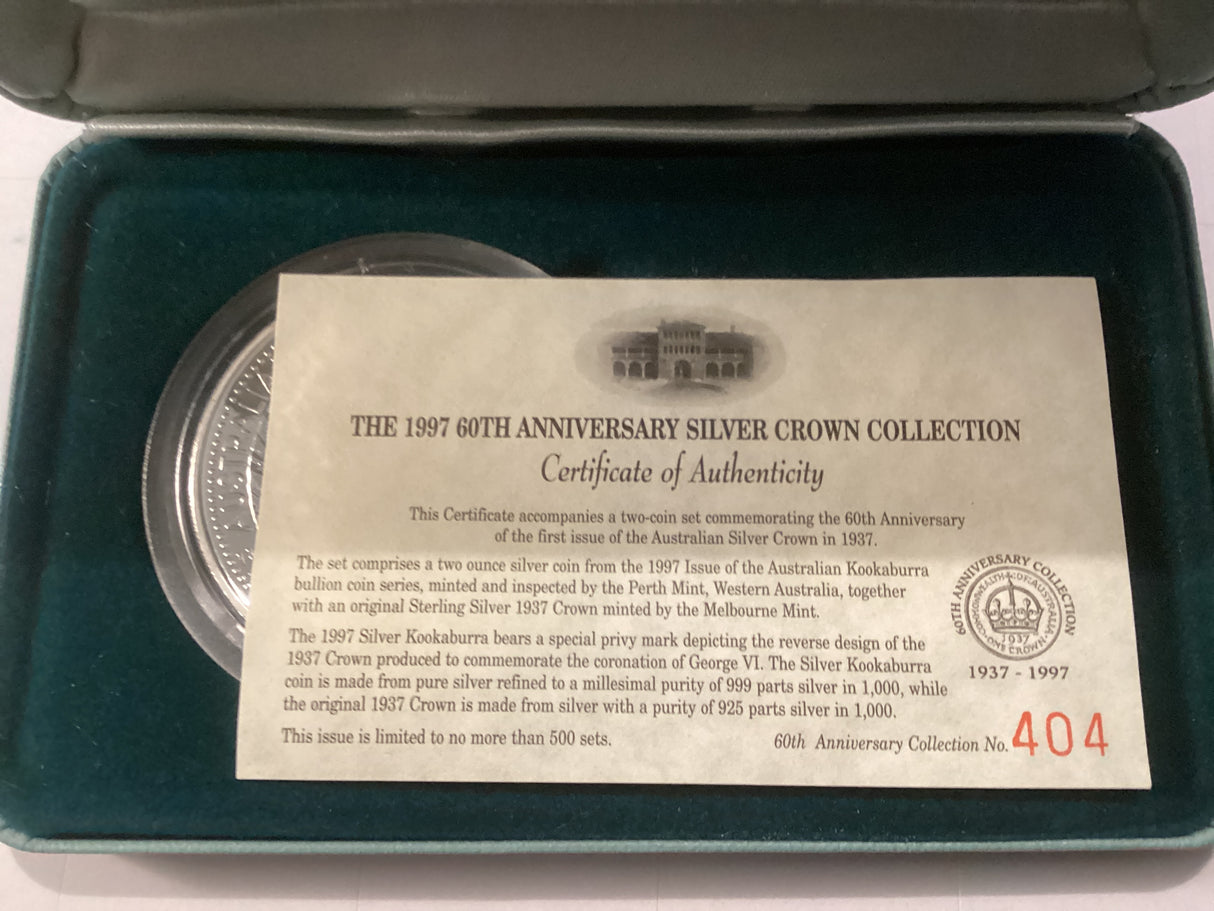 THE 1997 60TH ANNIVERSARY SILVER CROWN COLLECTION
Certificate of Authenticity
This Certificate accompanies a two-coin set commemorating the 60th Anniversary
of the first issue of the Australian Silver Crown in 1937.
The set comprises a two ounce silver coin from the 1997 Issue of the Australian Kookaburra
bullion coin series, minted and inspected by the Perth Mint, Western Australia, together
with an original Sterling Silver 1937 Crown minted by the Melbourne Mint.
The 1997 Silver Kookaburra bears a special privy mark depicting the reverse design of the
1937 Crown produced to commemorate the coronation of George VI. The Silver Kookaburra
coin is made from pure silver refined to a millesimal purity of 999 parts silver in 1,000, while
the original 1937 Crown is made from silver with a purity of 925 parts silver in 1,000.
This issue is limited to no more than 500 sets.
60TH ANNIVERSARY COLLECTION
COMMONWEALTH·OF·AUSTRALIA
1937
ONE CROWN
1937 - 1997
60th Anniversary Collection No. 404